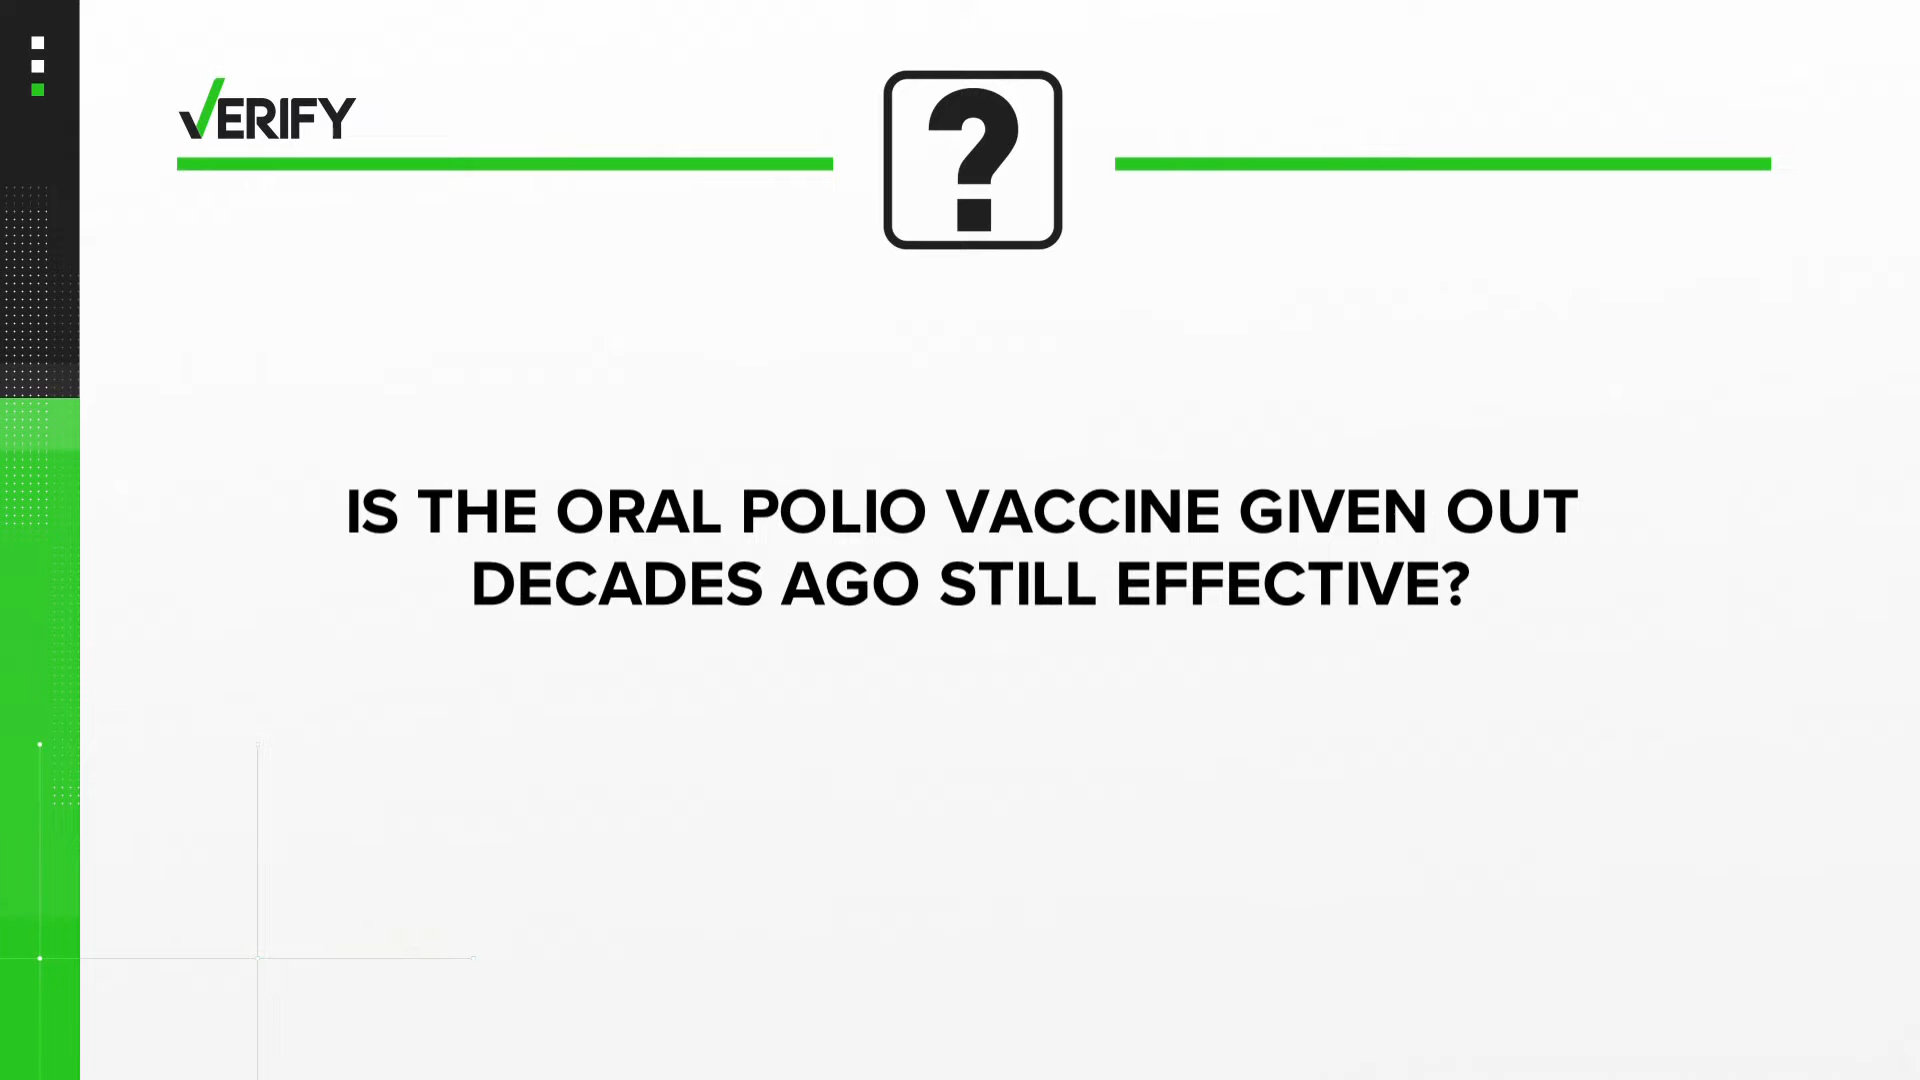 VERIFY
?
IS THE ORAL POLIO VACCINE GIVEN OUT
DECADES AGO STILL EFFECTIVE?